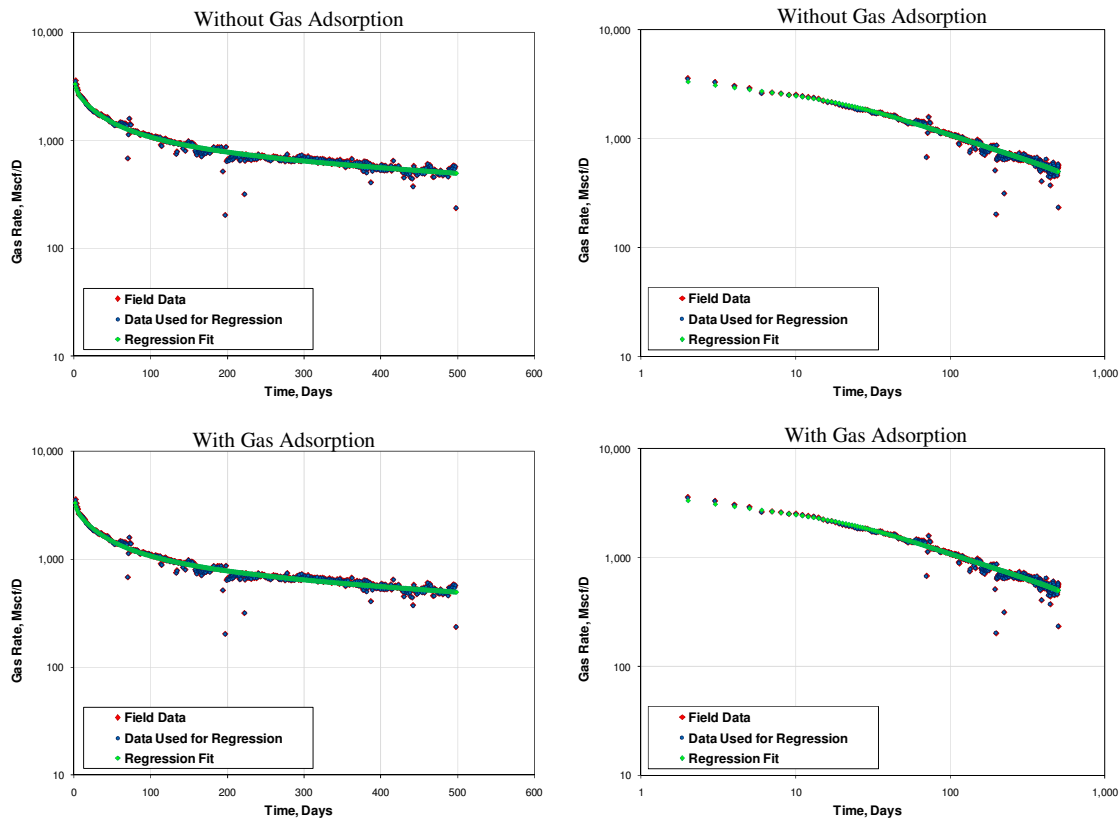 Without Gas Adsorption
10,000
1,000
100
10
Gas Rate, Mscf/D
Field Data
Data Used for Regression
Regression Fit
0 100 200 300 400 500 600
Time, Days
Without Gas Adsorption
10,000
1,000
100
10
Gas Rate, Mscf/D
Field Data
Data Used for Regression
Regression Fit
1 10 100 1,000
Time, Days
With Gas Adsorption
10,000
1,000
100
10
Gas Rate, Mscf/D
Field Data
Data Used for Regression
Regression Fit
0 100 200 300 400 500 600
Time, Days
With Gas Adsorption
10,000
1,000
100
10
Gas Rate, Mscf/D
Field Data
Data Used for Regression
Regression Fit
1 10 100 1,000
Time, Days